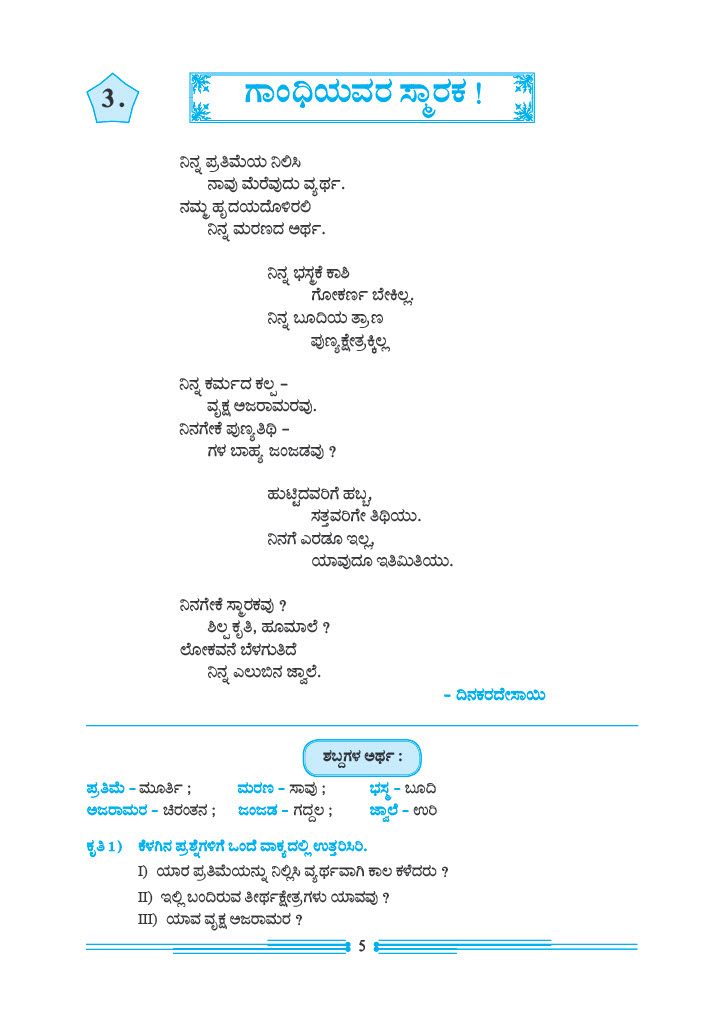 3.
ಗಾಂಧಿಯವರ ಸ್ಮಾರಕ !
ನಿನ್ನ ಪ್ರತಿಮೆಯ ನಿಲಿಸಿ
ನಾವು ಮೆರೆವುದು ವ್ಯರ್ಥ.
ನಮ್ಮ ಹೃದಯದೊಳಿರಲಿ
ನಿನ್ನ ಮರಣದ ಅರ್ಥ.
ನಿನ್ನ ಭಸ್ಮಕೆ ಕಾಶಿ
ಗೋಕರ್ಣ ಬೇಕಿಲ್ಲ.
ನಿನ್ನ ಬೂದಿಯ ತ್ರಾಣ
ಪುಣ್ಯಕ್ಷೇತ್ರಕ್ಕಿಲ್ಲ
ನಿನ್ನ ಕರ್ಮದ ಕಲ್ಪ –
ವೃಕ್ಷ ಅಜರಾಮರವು.
ನಿನಗೇಕೆ ಪುಣ್ಯತಿಥಿ –
ಗಳ ಬಾಹ್ಯ ಜಂಜಡವು ?
ಹುಟ್ಟಿದವರಿಗೆ ಹಬ್ಬ,
ಸತ್ತವರಿಗೇ ತಿಥಿಯು.
ನಿನಗೆ ಎರಡೂ ಇಲ್ಲ,
ಯಾವುದೂ ಇತಿಮಿತಿಯು.
ನಿನಗೇಕೆ ಸ್ಮಾರಕವು ?
ಶಿಲ್ಪಕೃತಿ, ಹೂಮಾಲೆ ?
ಲೋಕವನೆ ಬೆಳಗುತಿದೆ
ನಿನ್ನ ಎಲುಬಿನ ಜ್ವಾಲೆ.
– ದಿನಕರದೇಸಾಯಿ
ಶಬ್ದಗಳ ಅರ್ಥ :
ಪ್ರತಿಮೆ – ಮೂರ್ತಿ ; ಮರಣ – ಸಾವು ; ಭಸ್ಮ – ಬೂದಿ
ಅಜರಾಮರ – ಚಿರಂತನ ; ಜಂಜಡ – ಗದ್ದಲ ; ಜ್ವಾಲೆ – ಉರಿ
ಕೃತಿ 1) ಕೆಳಗಿನ ಪ್ರಶ್ನೆಗಳಿಗೆ ಒಂದೆ ವಾಕ್ಯದಲ್ಲಿ ಉತ್ತರಿಸಿರಿ.
I) ಯಾರ ಪ್ರತಿಮೆಯನ್ನು ನಿಲ್ಲಿಸಿ ವ್ಯರ್ಥವಾಗಿ ಕಾಲ ಕಳೆದರು ?
II) ಇಲ್ಲಿ ಬಂದಿರುವ ತೀರ್ಥಕ್ಷೇತ್ರಗಳು ಯಾವವು ?
III) ಯಾವ ವೃಕ್ಷ ಅಜರಾಮರ ?
5